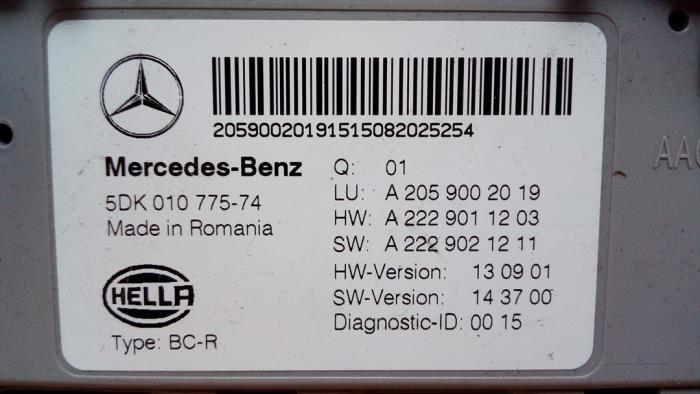 20590020191515082025254
Mercedes-Benz
5DK 010 775-74
Made in Romania
HELLA
Type: BC-R
Q: 01
LU: A 205 900 20 19
HW: A 222 901 12 03
SW: A 222 902 12 11
HW-Version: 13 09 01
SW-Version: 14 37 00
Diagnostic-ID: 00 15